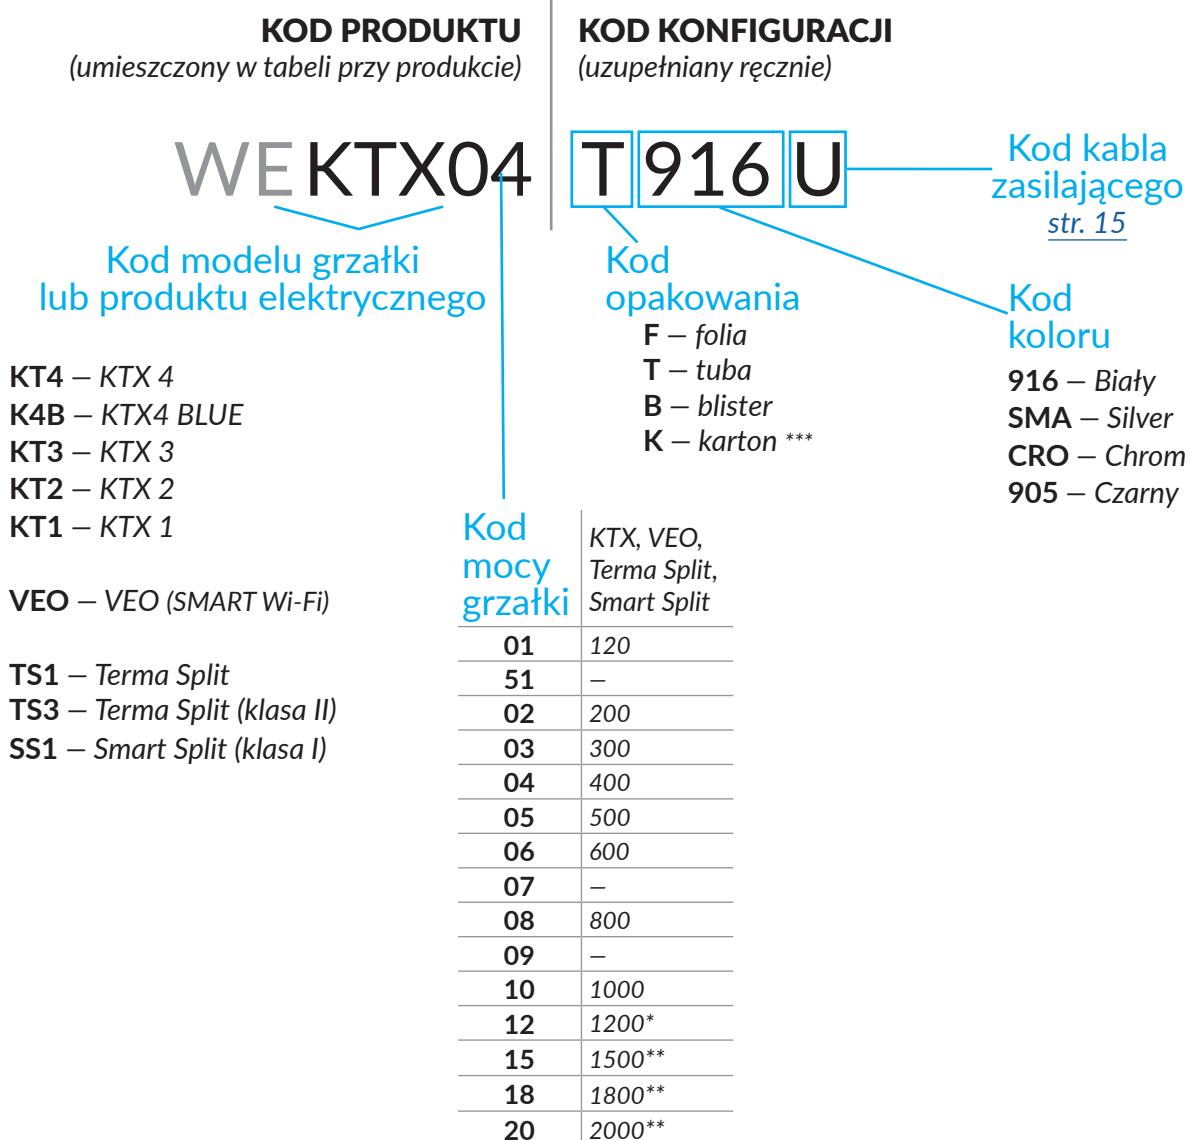 KOD PRODUKTU
(umieszczony w tabeli przy produkcie)
KOD KONFIGURACJI
(uzupełniany ręcznie)
WEKTX04 T916U
Kod kabla
zasilającego
str. 15
Kod modelu grzałki
lub produktu elektrycznego
KT4 — KTX 4
K4B — KTX4 BLUE
KT3 — KTX 3
KT2 — KTX 2
KT1 — KTX 1
VEO — VEO (SMART Wi-Fi)
TS1 — Terma Split
TS3 — Terma Split (klasa II)
SS1 — Smart Split (klasa I)
Kod
opakowania
F — folia
T — tuba
B — blister
K — karton ***
Kod
koloru
916 — Biały
SMA — Silver
CRO — Chrom
905 — Czarny
Kod
mocy
grzałki
KTX, VEO,
Terma Split,
Smart Split
01 120
51 —
02 200
03 300
04 400
05 500
06 600
07 —
08 800
09 —
10 1000
12 1200*
15 1500**
18 1800**
20 2000**